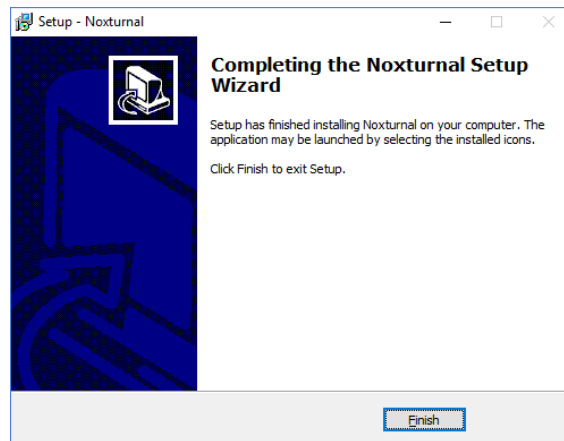 Setup - Noxturnal
Completing the Noxturnal Setup
Wizard
Setup has finished installing Noxturnal on your computer. The
application may be launched by selecting the installed icons.
Click Finish to exit Setup.
Finish